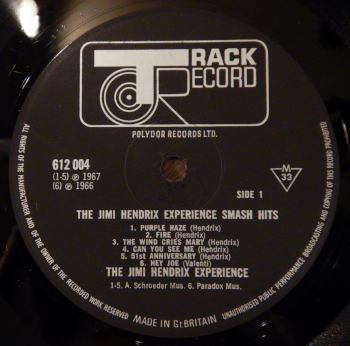 TRACK
RECORD
POLYDOR RECORDS LTD.
612 004
(1-5) ℗ 1967
(6) ℗ 1966
M
33
SIDE 1
THE JIMI HENDRIX EXPERIENCE SMASH HITS
1. PURPLE HAZE (Hendrix)
2. FIRE (Hendrix)
3. THE WIND CRIES MARY (Hendrix)
4. CAN YOU SEE ME (Hendrix)
5. 51st ANNIVERSARY (Hendrix)
6. HEY JOE (Valenti)
THE JIMI HENDRIX EXPERIENCE
1-5. A. Schroeder Mus. 6. Paradox Mus.
ALL RIGHTS OF THE MANUFACTURER AND OF THE OWNER OF THE RECORDED WORK RESERVED
UNAUTHORISED PUBLIC PERFORMANCE BROADCASTING AND COPYING OF THIS RECORD PROHIBITED
MADE IN Gt. BRITAIN